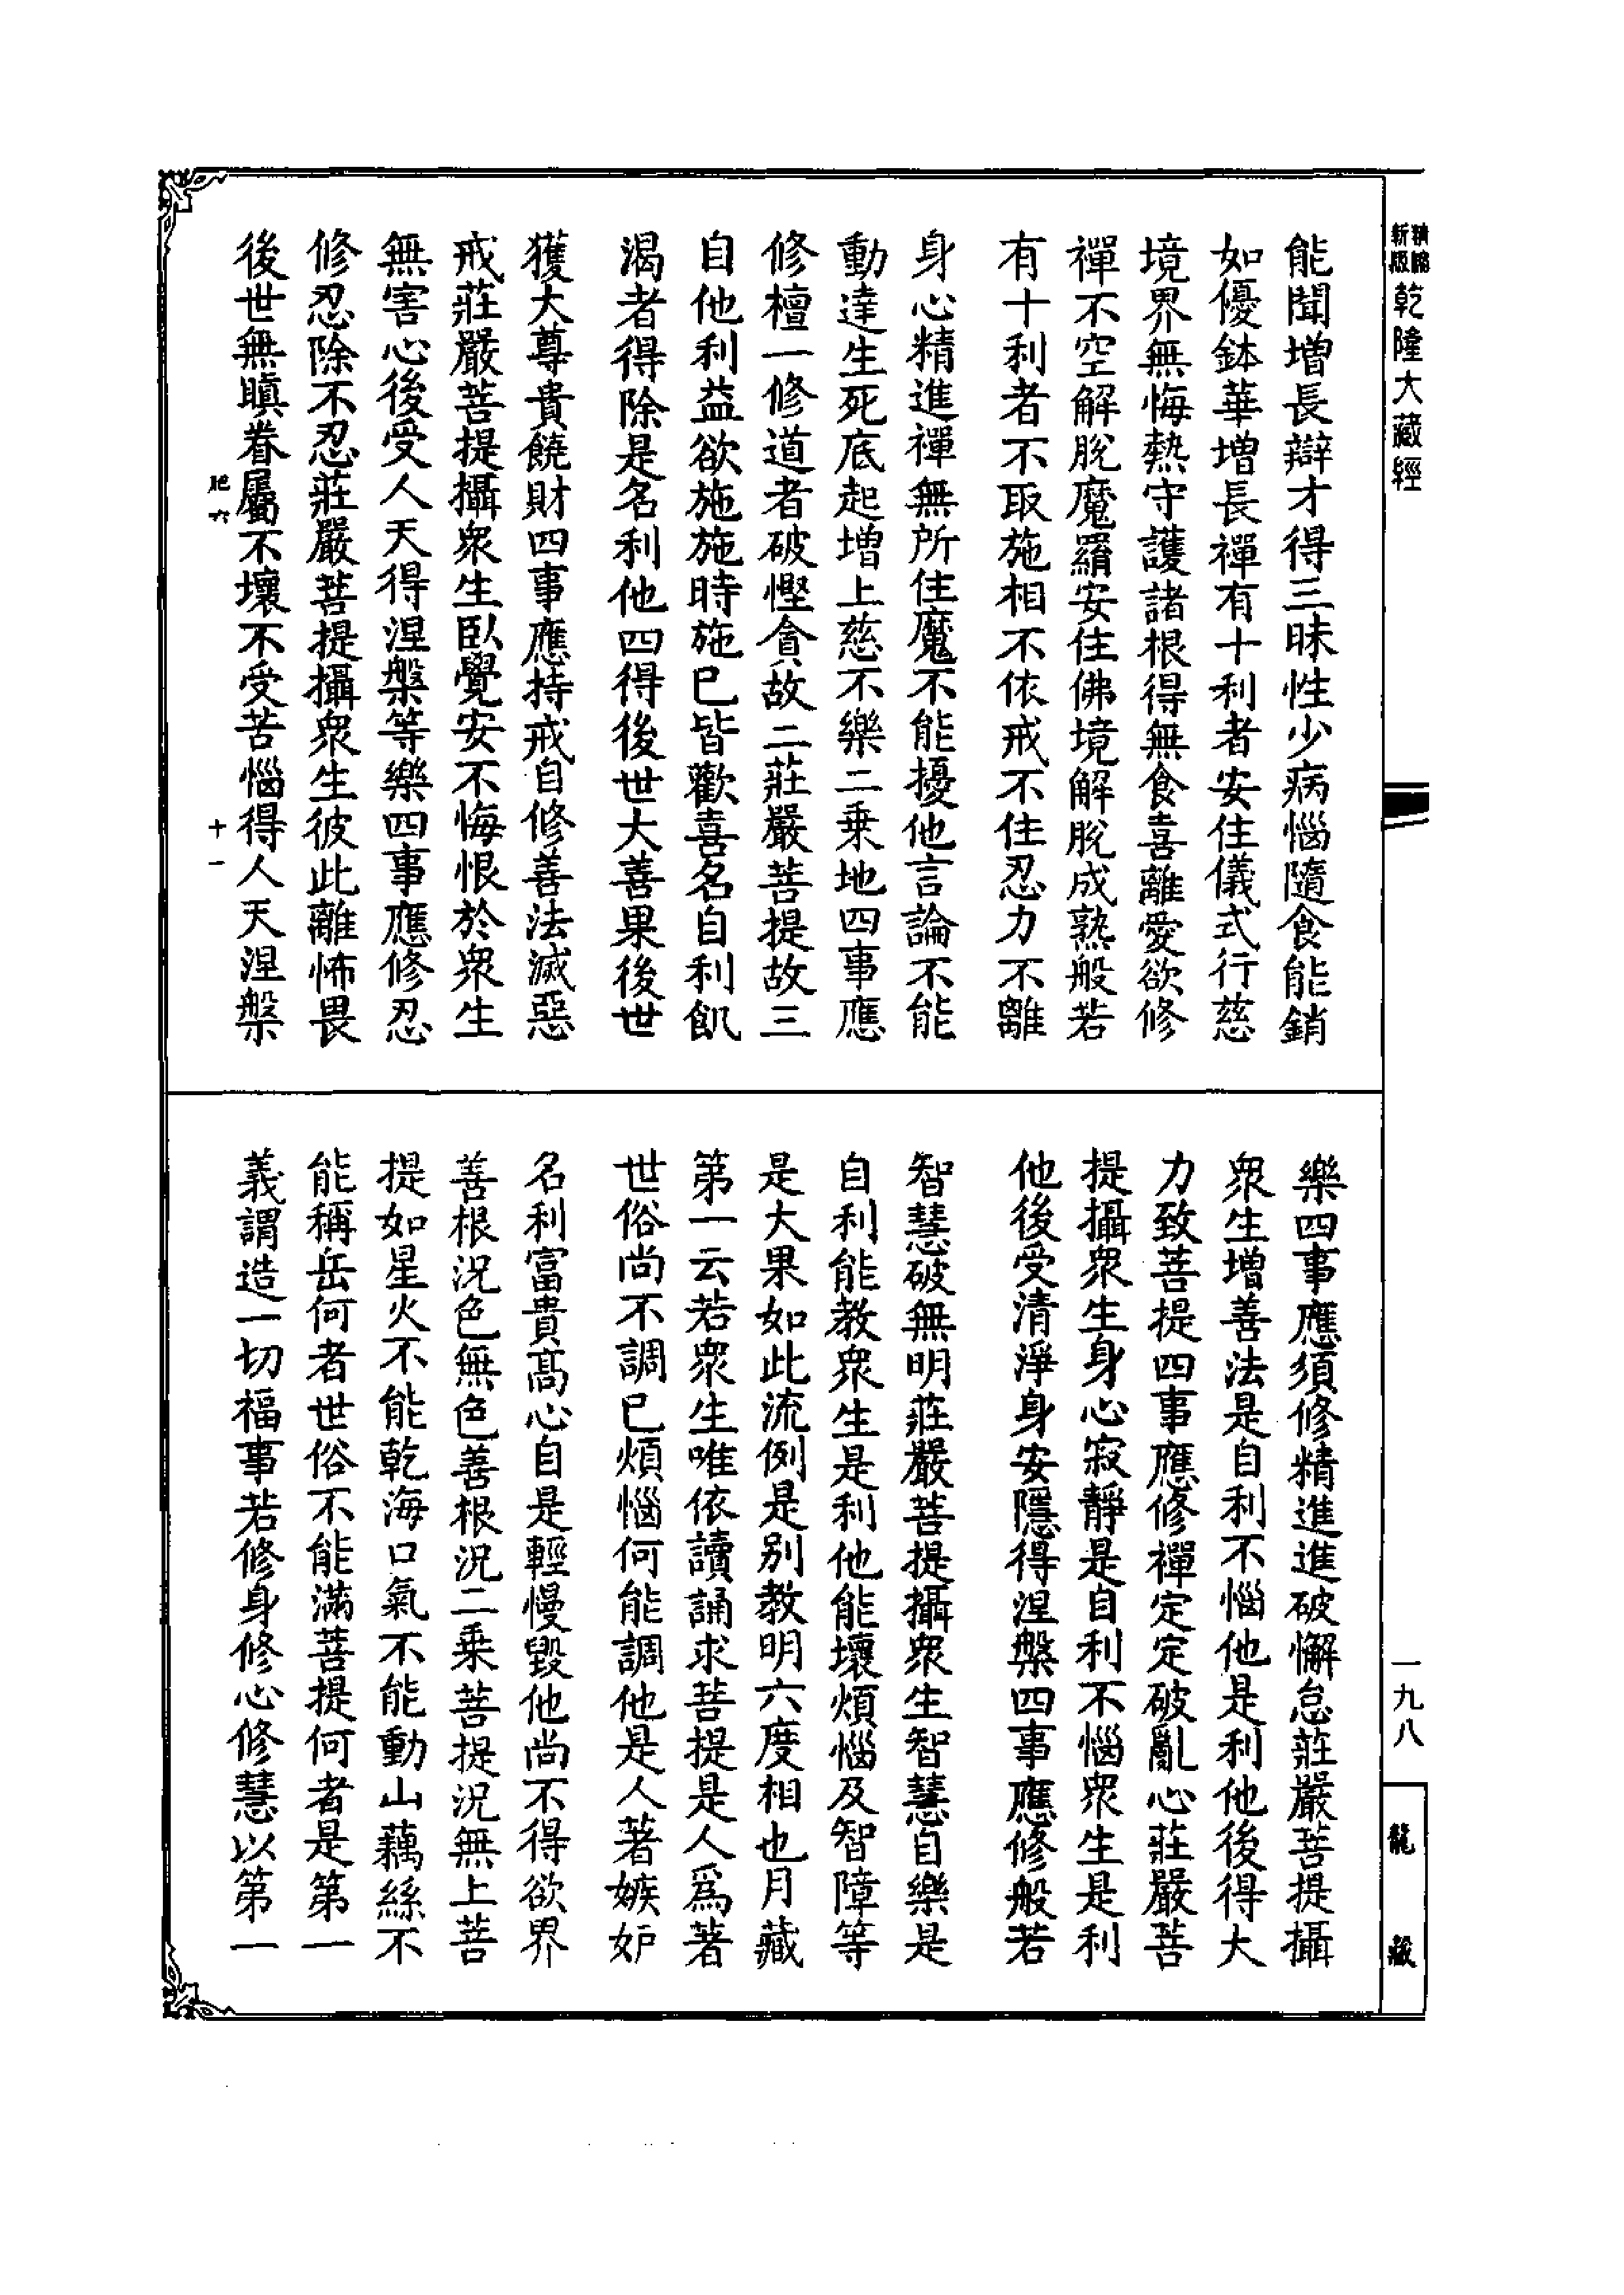 新編
新版
乾隆大藏經
能聞增長辯才得三昧性少病惱隨食能銷
如優鉢華增長禪有十利者安住儀式行慈
境界無悔熱守護諸根得無食喜離愛欲修
禪不空解脫魔羂安住佛境解脫成熟般若
有十利者不取施相不依戒不住忍力不離
身心精進禪無所住魔不能擾他言論不能
動達生死底起增上慈不樂二乘地四事應
修檀一修道者破慳貪故二莊嚴菩提故三
自他利益欲施施時施已皆歡喜名自利飢
渴者得除是名利他四得後世大善果後世
獲大尊貴饒財四事應持戒自修善法滅惡
戒莊嚴菩提攝衆生臥覺安不悔恨於衆生
無害心後受人天得涅槃等樂四事應修忍
修忍除不忍莊嚴菩提攝衆生彼此離怖畏
後世無瞋眷屬不壞不受苦惱得人天涅槃
肥六 十一
樂四事應須修精進進破懈怠莊嚴菩提攝
衆生增善法是自利不惱他是利他後得大
力致菩提四事應修禪定定破亂心莊嚴菩
提攝衆生身心寂靜是自利不惱衆生是利
他後受清淨身安隱得涅槃四事應修般若
智慧破無明莊嚴菩提攝衆生智慧自樂是
自利能教衆生是利他能壞煩惱及智障等
是大果如此流例是別教明六度相也月藏
第一云若衆生唯依讀誦求菩提是人爲著
世俗尚不調已煩惱何能調他是人著嫉妒
名利富貴高心自是輕慢毀他尚不得欲界
善根況色無色善根況二乘菩提況無上菩
提如星火不能乾海口氣不能動山藕絲不
能稱岳何者世俗不能滿菩提何者是第一
義謂造一切福事若修身修心修慧以第一
一九八
龍藏